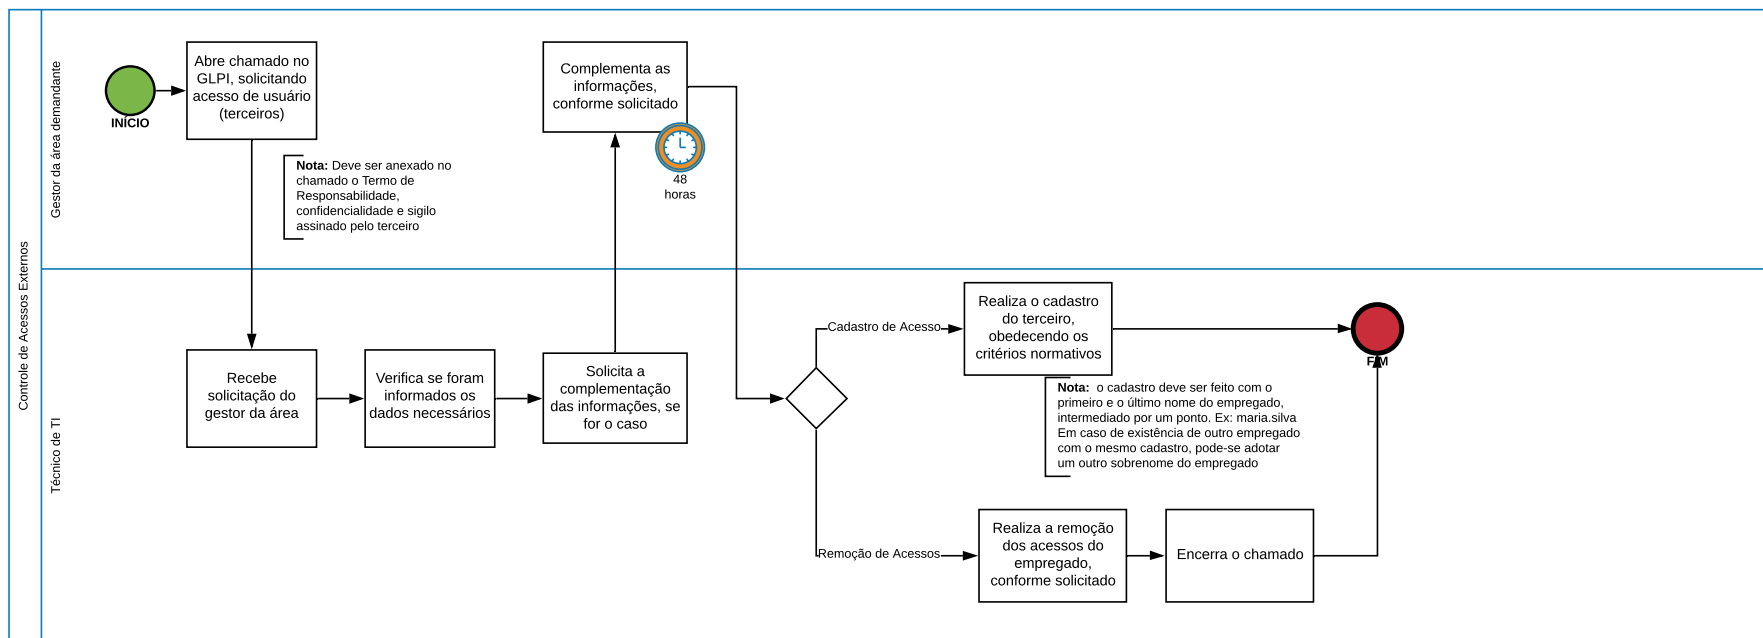 Controle de Acessos Externos
Gestor da área demandante
INÍCIO
Abre chamado no
GLPI, solicitando
acesso de usuário
(terceiros)
Nota: Deve ser anexado no
chamado o Termo de
Responsabilidade,
confidencialidade e sigilo
assinado pelo terceiro
Complementa as
informações,
conforme solicitado
48
horas
Técnico de TI
Recebe
solicitação do
gestor da área
Verifica se foram
informados os
dados necessários
Solicita a
complementação
das informações, se
for o caso
Cadastro de Acesso
Realiza o cadastro
do terceiro,
obedecendo os
critérios normativos
FIM
Nota:  o cadastro deve ser feito com o
primeiro e o último nome do empregado,
intermediado por um ponto. Ex: maria.silva
Em caso de existência de outro empregado
com o mesmo cadastro, pode-se adotar
um outro sobrenome do empregado
Remoção de Acessos
Realiza a remoção
dos acessos do
empregado,
conforme solicitado
Encerra o chamado